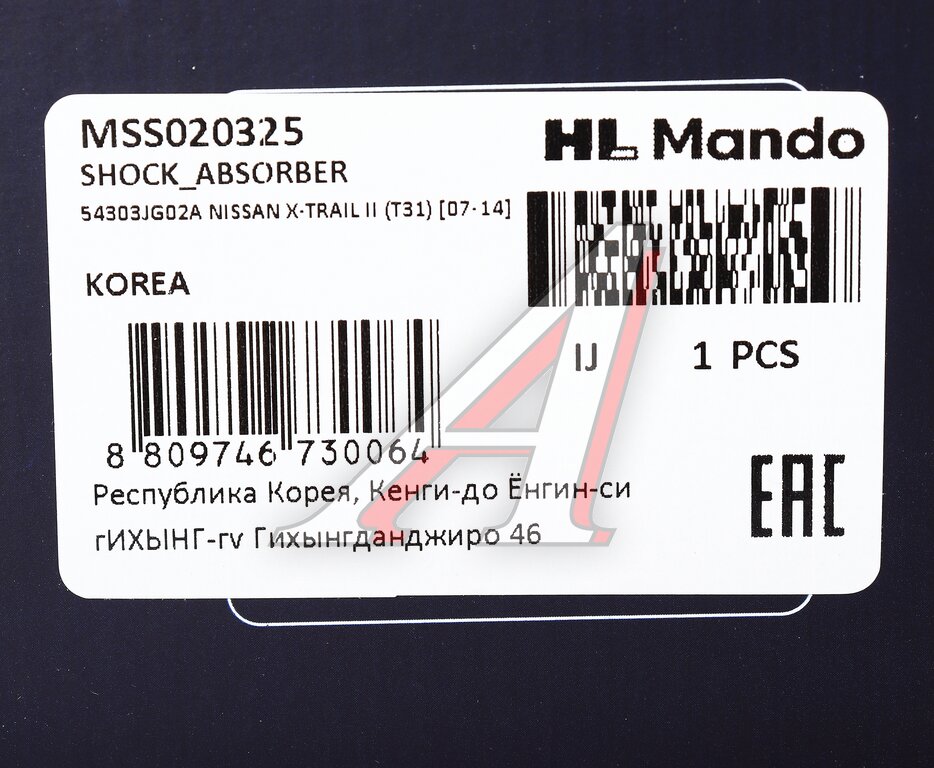 MSS020325
HL Mando
SHOCK_ABSORBER
54303JG02A NISSAN X-TRAIL II (T31) [07-14]
KOREA
IJ 1 PCS
8 809746 730064
Республика Корея, Кенги-до Ёнгин-си
гИХЫНГ-гv Гихынгданджиро 46
EAC